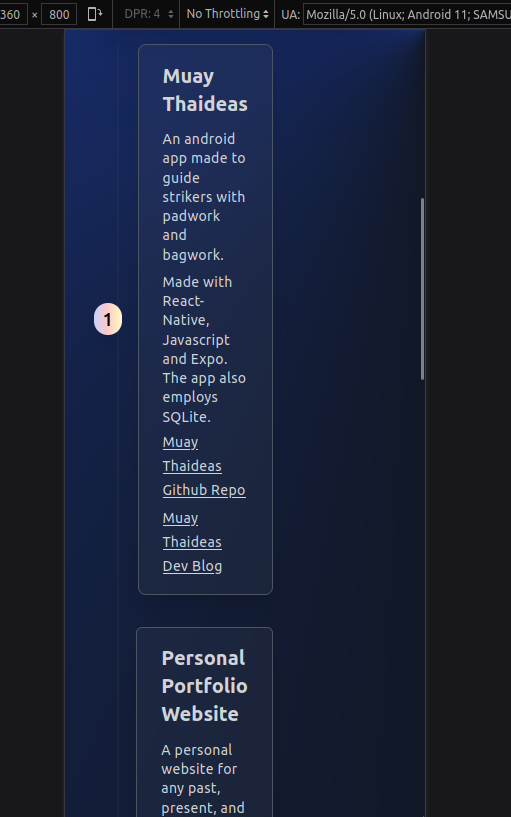 360 × 800 DPR: 4 No Throttling UA: Mozilla/5.0 (Linux; Android 11; SAMSU
Muay
Thaideas
An android
app made to
guide
strikers with
padwork
and
bagwork.
Made with
React-
Native,
1
Javascript
and Expo.
The app also
employs
SQLite.
Muay
Thaideas
Github Repo
Muay
Thaideas
Dev Blog
Personal
Portfolio
Website
A personal
website for
any past,
present, and